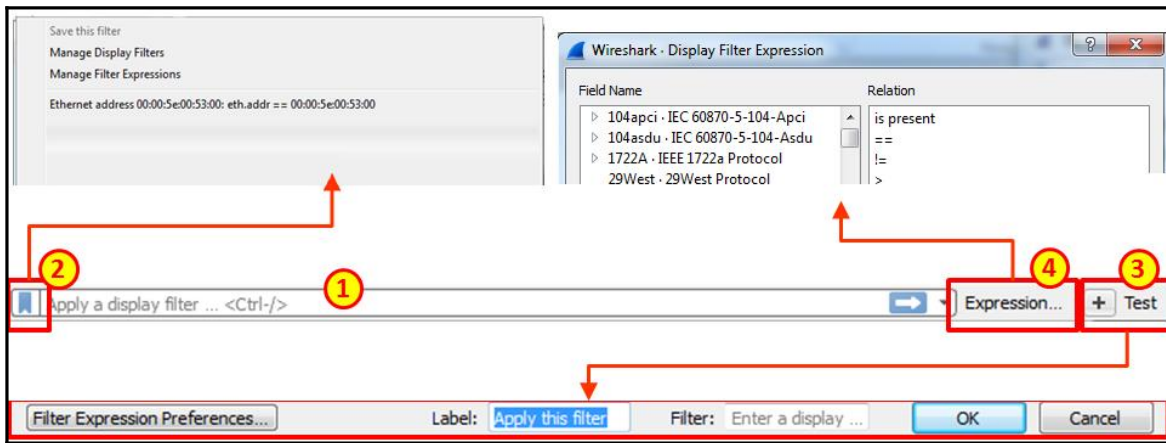 Save this filter
Manage Display Filters
Manage Filter Expressions
Ethernet address 00:00:5e:00:53:00: eth.addr == 00:00:5e:00:53:00
Wireshark · Display Filter Expression
Field Name
Relation
104apci · IEC 60870-5-104-Apci
104asdu · IEC 60870-5-104-Asdu
1722A · IEEE 1722a Protocol
29West · 29West Protocol
is present
==
!=
>
2
1
4
3
Apply a display filter ... <Ctrl-/>
Expression...
+ Test
Filter Expression Preferences...
Label: Apply this filter
Filter: Enter a display ...
OK
Cancel